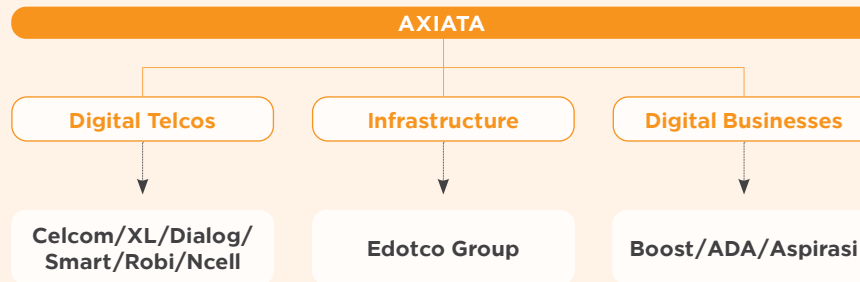 AXIATA
Digital Telcos
Infrastructure
Digital Businesses
Celcom/XL/Dialog/
Smart/Robi/Ncell
Edotco Group
Boost/ADA/Aspirasi